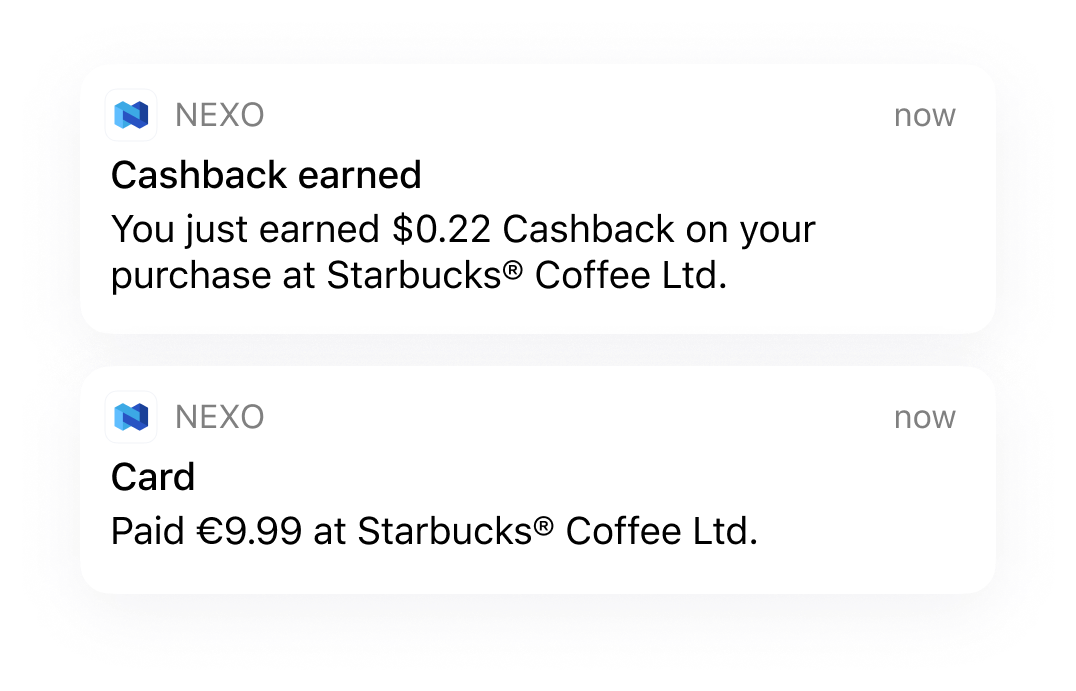 NEXO now
Cashback earned
You just earned $0.22 Cashback on your
purchase at Starbucks® Coffee Ltd.
NEXO now
Card
Paid €9.99 at Starbucks® Coffee Ltd.